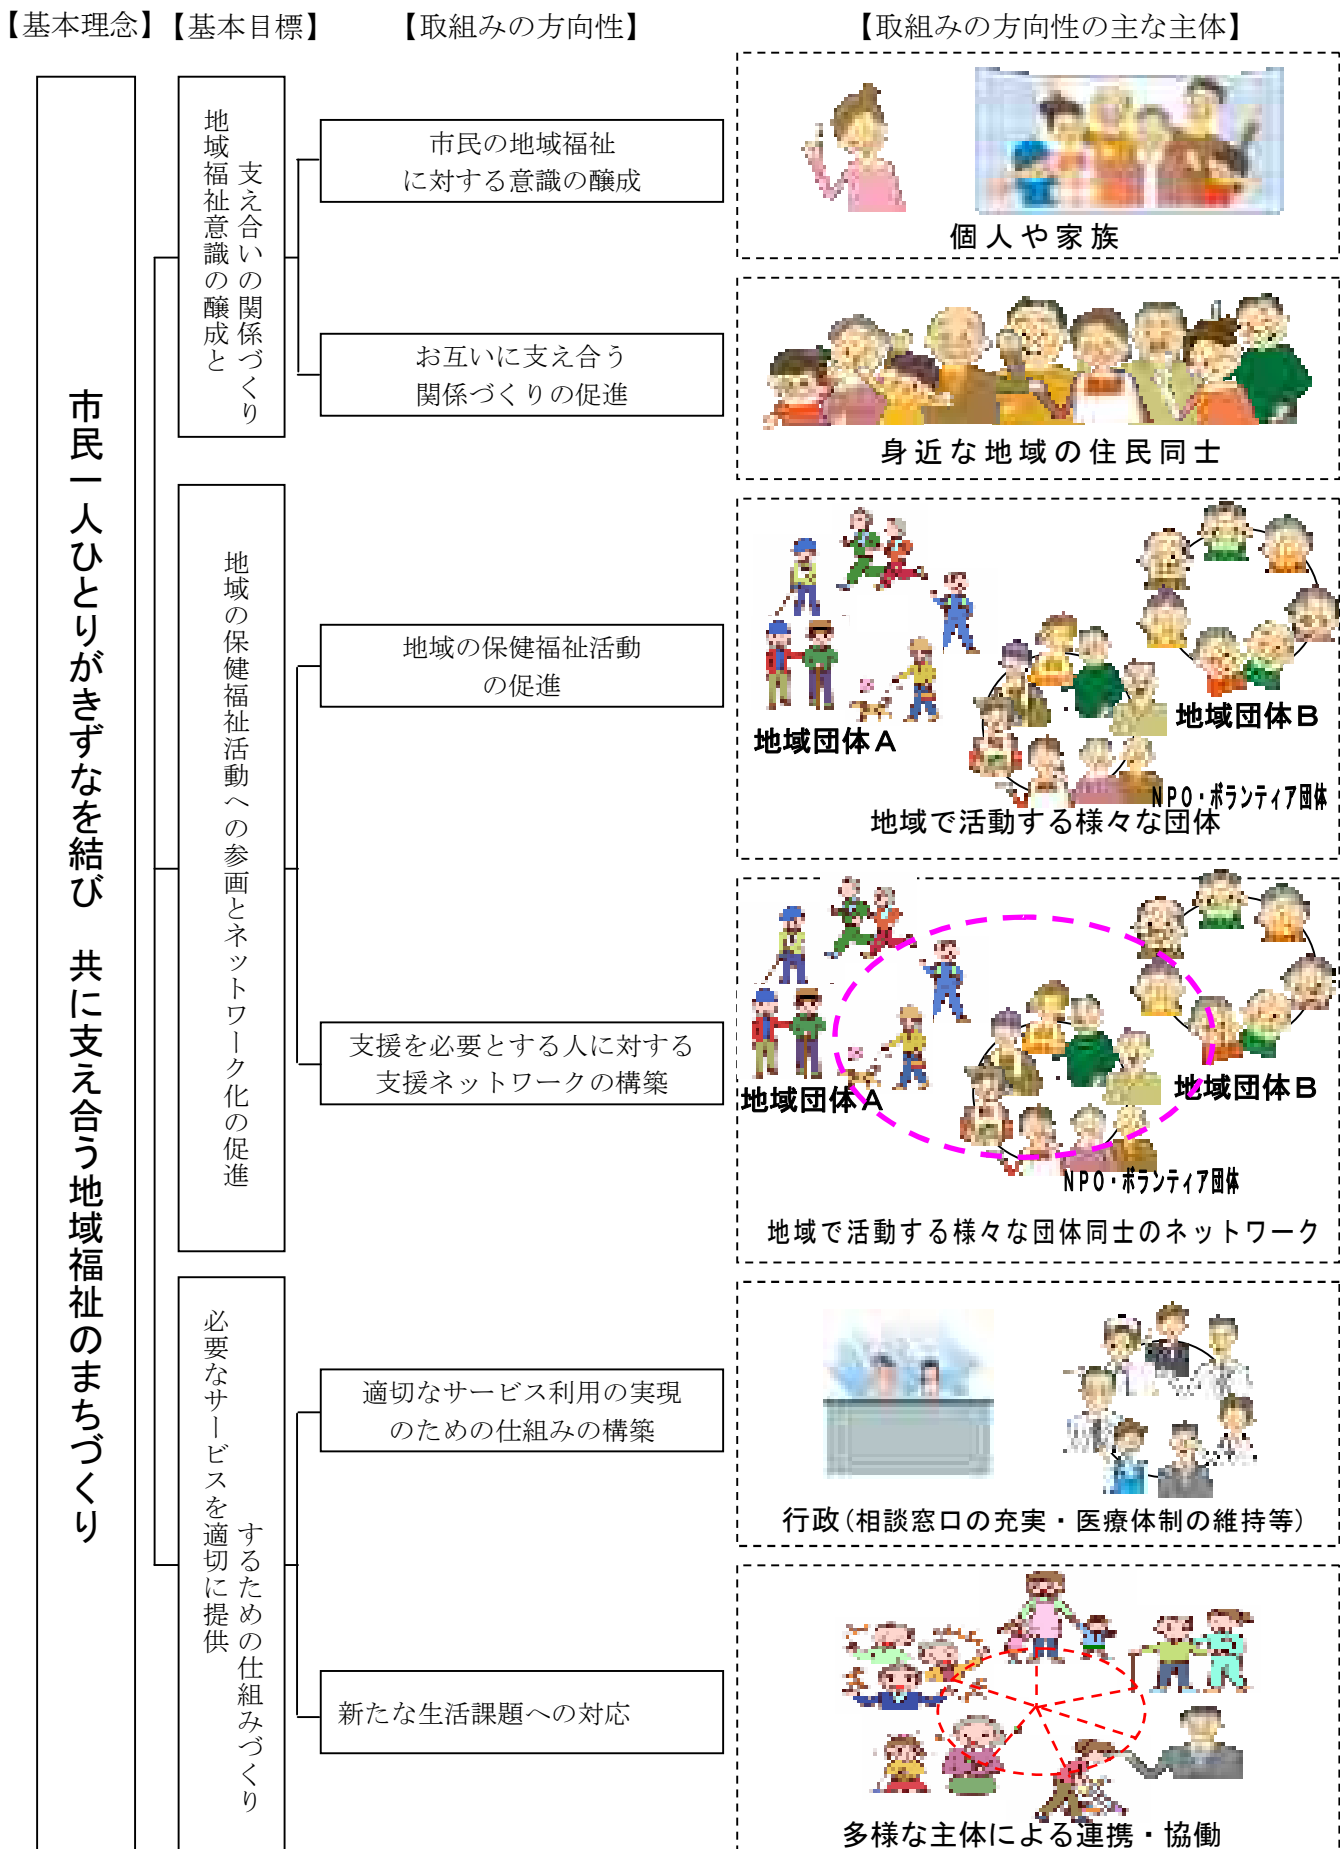 【基本理念】
【基本目標】
【取組みの方向性】
【取組みの方向性の主な主体】
市民一人ひとりがきずなを結び　共に支え合う地域福祉のまちづくり
地域福祉意識の醸成と
支え合いの関係づくり
市民の地域福祉
に対する意識の醸成
個人や家族
お互いに支え合う
関係づくりの促進
身近な地域の住民同士
地域の保健福祉活動への参画とネットワーク化の促進
地域の保健福祉活動
の促進
地域団体A
地域団体B
NPO・ボランティア団体
地域で活動する様々な団体
支援を必要とする人に対する
支援ネットワークの構築
地域団体A
地域団体B
NPO・ボランティア団体
地域で活動する様々な団体同士のネットワーク
必要なサービスを適切に提供
するための仕組みづくり
適切なサービス利用の実現
のための仕組みの構築
行政(相談窓口の充実・医療体制の維持等)
新たな生活課題への対応
多様な主体による連携・協働